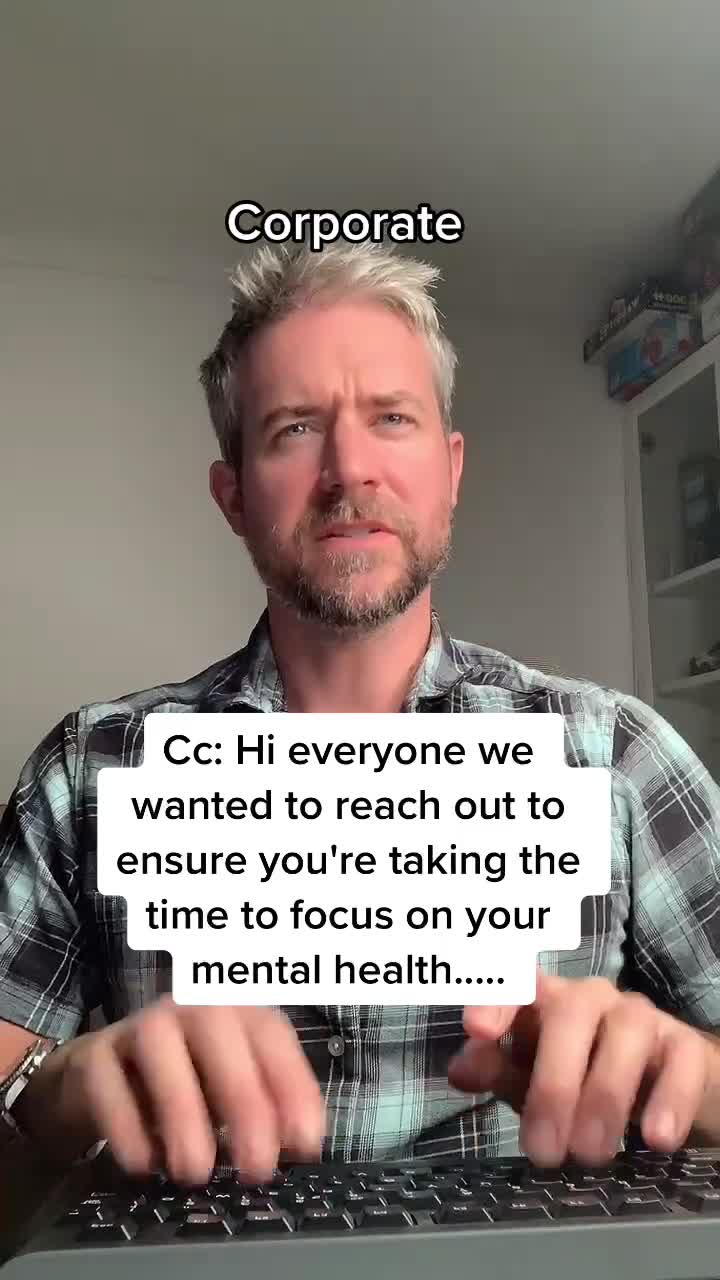 Corporate
Cc: Hi everyone we
wanted to reach out to
ensure you're taking the
time to focus on your
mental health.....